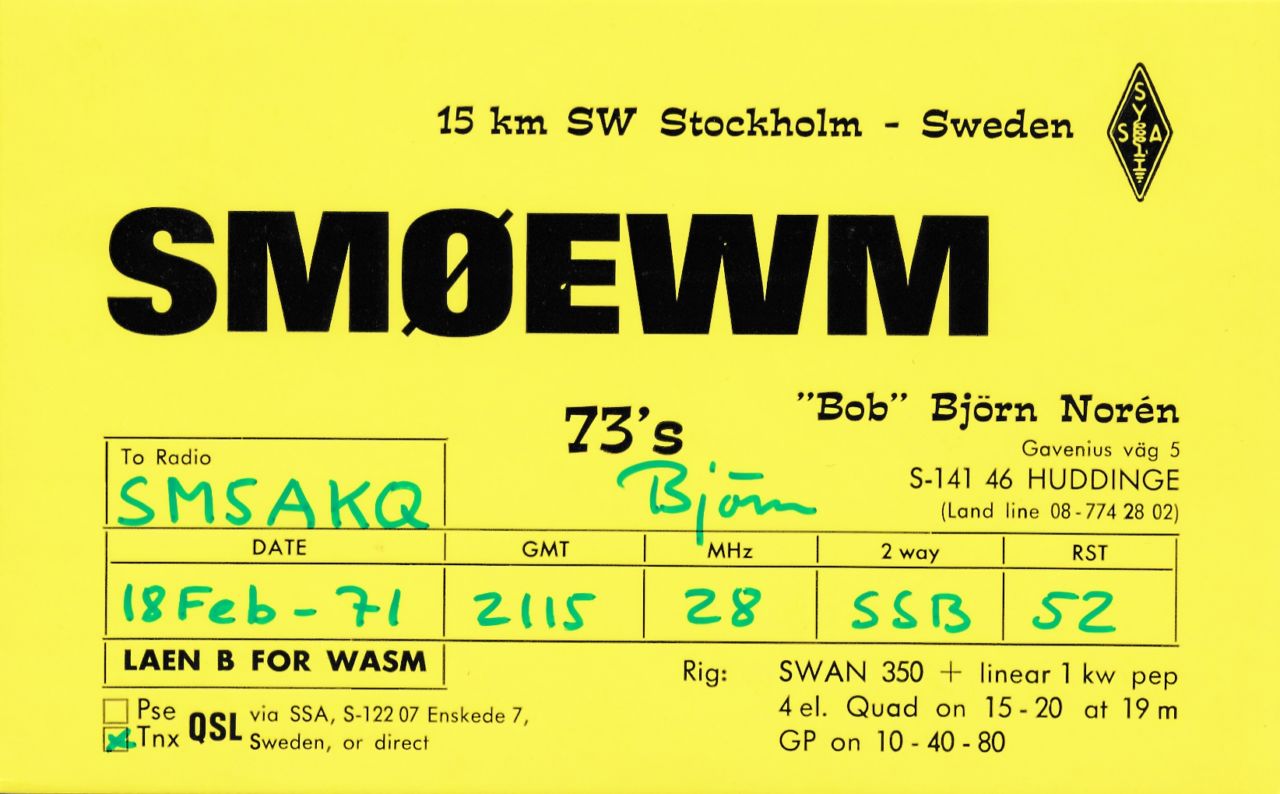 15 km SW Stockholm - Sweden
SSA
SMØEWM
"Bob" Björn Norén
73's
Gavenius väg 5
Björn
S-141 46 HUDDINGE
(Land line 08-774 28 02)
To Radio
SM5AKQ
DATE GMT MHz 2 way RST
18 Feb - 71 2115 28 SSB 52
LAEN B FOR WASM
Rig: SWAN 350 + linear 1 kw pep
4 el. Quad on 15-20 at 19 m
GP on 10-40-80
Pse
Tnx
QSL via SSA, S-122 07 Enskede 7,
Sweden, or direct